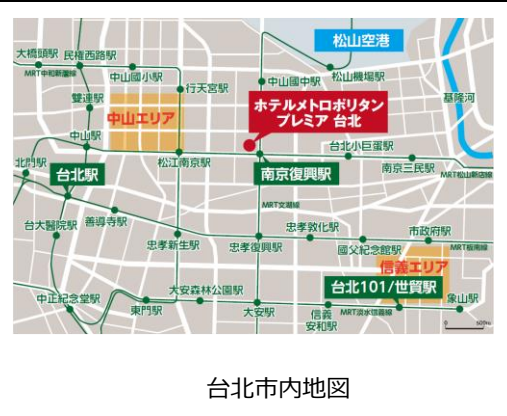 松山空港
大橋頭駅
民権西路駅
MRT中和新蘆線
中山國小駅
行天宮駅
中山國中駅
松山機場駅
基隆河
雙連駅
中山エリア
ホテルメトロポリタン
プレミア 台北
中山駅
台北小巨蛋駅
北門駅
台北駅
松江南京駅
南京復興駅
南京三民駅
MRT松山新店線
MRT文湖線
台大醫院駅
善導寺駅
忠孝新生駅
忠孝復興駅
忠孝敦化駅
國父紀念館駅
市政府駅
MRT板南線
信義エリア
台北101/世貿駅
中正紀念堂駅
東門駅
大安森林公園駅
大安駅
信義
安和駅
MRT淡水信義線
象山駅
0
500m
台北市内地図